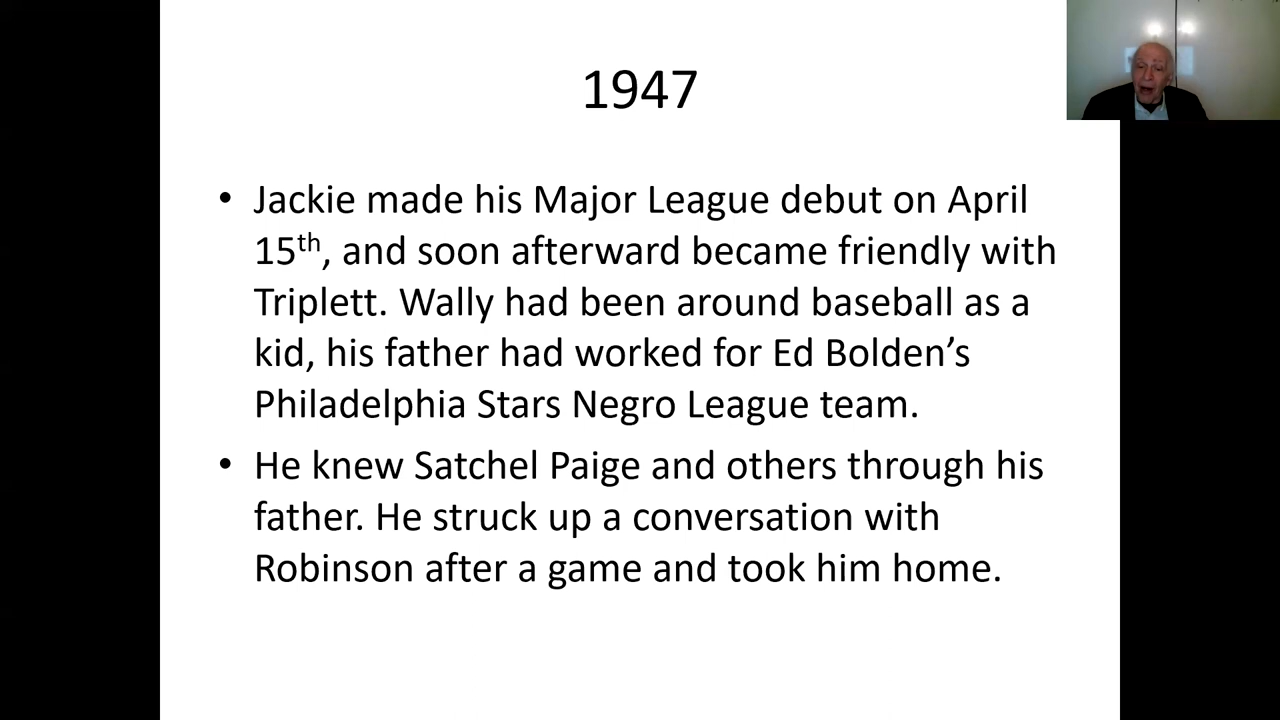 1947
• Jackie made his Major League debut on April
15th, and soon afterward became friendly with
Triplett. Wally had been around baseball as a
kid, his father had worked for Ed Bolden’s
Philadelphia Stars Negro League team.
• He knew Satchel Paige and others through his
father. He struck up a conversation with
Robinson after a game and took him home.